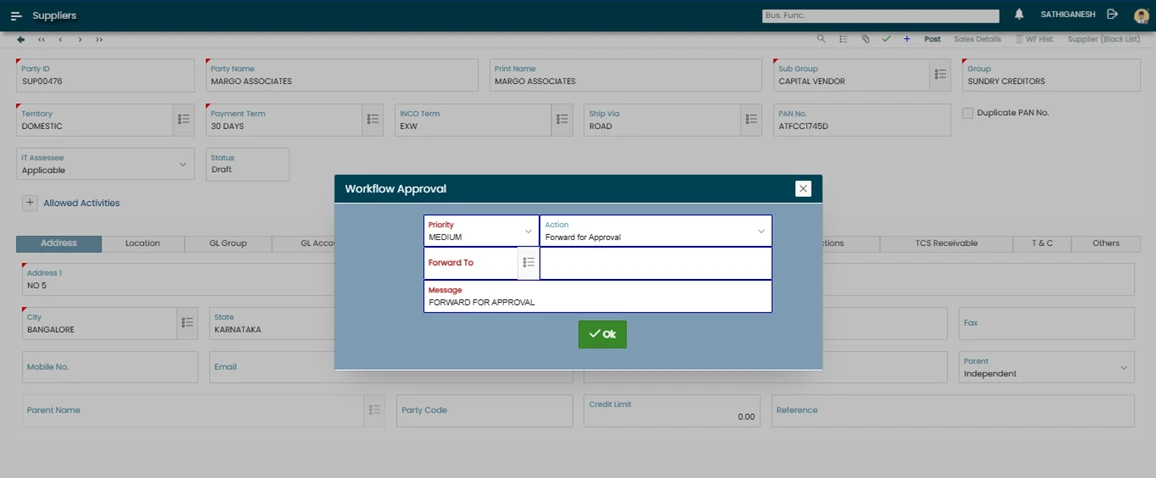 Suppliers
Bus. Func.
SATHIGANESH
Post
Sales Details
WF Hist.
Supplier (Block List)
Party ID
SUP00476
Party Name
MARGO ASSOCIATES
Print Name
MARGO ASSOCIATES
Sub Group
CAPITAL VENDOR
Group
SUNDRY CREDITORS
Territory
DOMESTIC
Payment Term
30 DAYS
INCO Term
EXW
Ship Via
ROAD
PAN No.
ATFCC1745D
Duplicate PAN No.
IT Assessee
Applicable
Status
Draft
Allowed Activities
Workflow Approval
Priority
MEDIUM
Action
Forward for Approval
Forward To
Message
FORWARD FOR APPROVAL
Ok
Address
Location
GL Group
GL Accou
ctions
TCS Receivable
T & C
Others
Address 1
NO 5
City
BANGALORE
State
KARNATAKA
Fax
Mobile No.
Email
Parent
Independent
Parent Name
Party Code
Credit Limit
0.00
Reference